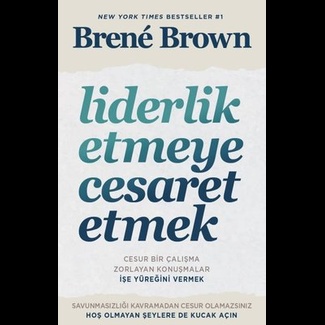 NEW YORK TIMES BESTSELLER #1
Brené Brown
liderlik
etmeye
cesaret
etmek
CESUR BİR ÇALIŞMA
ZORLAYAN KONUŞMALAR
İŞE YÜREĞİNİ VERMEK
SAVUNMASIZLIĞI KAVRAMADAN CESUR OLAMAZSINIZ
HOŞ OLMAYAN ŞEYLERE DE KUCAK AÇIN